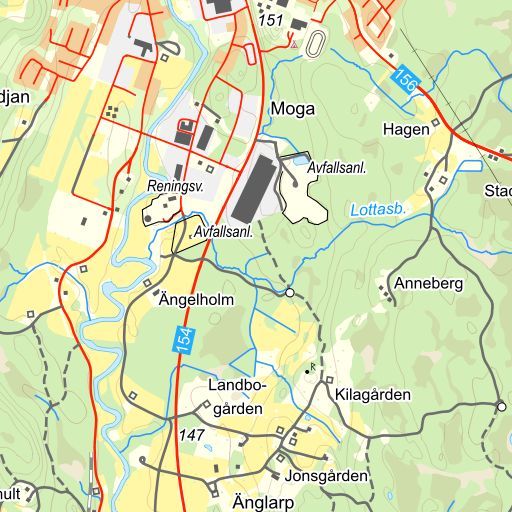 151
156
djan
Moga
Hagen
Avfallsanl.
Reningsv.
Stad
Lottasb.
Avfallsanl.
Anneberg
Ängelholm
154
R
Landbo-
gården
Kilagården
147
Jonsgården
hult
Änglarp